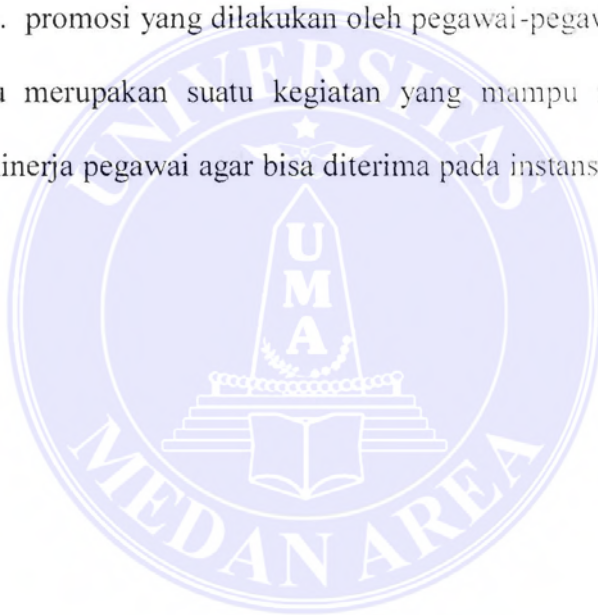 . promosi yang dilakukan oleh pegawai-pegaw
merupakan suatu kegiatan yang mampu
inerja pegawai agar bisa diterima pada instans
UNIVERSITAS
UMA
MEDAN AREA